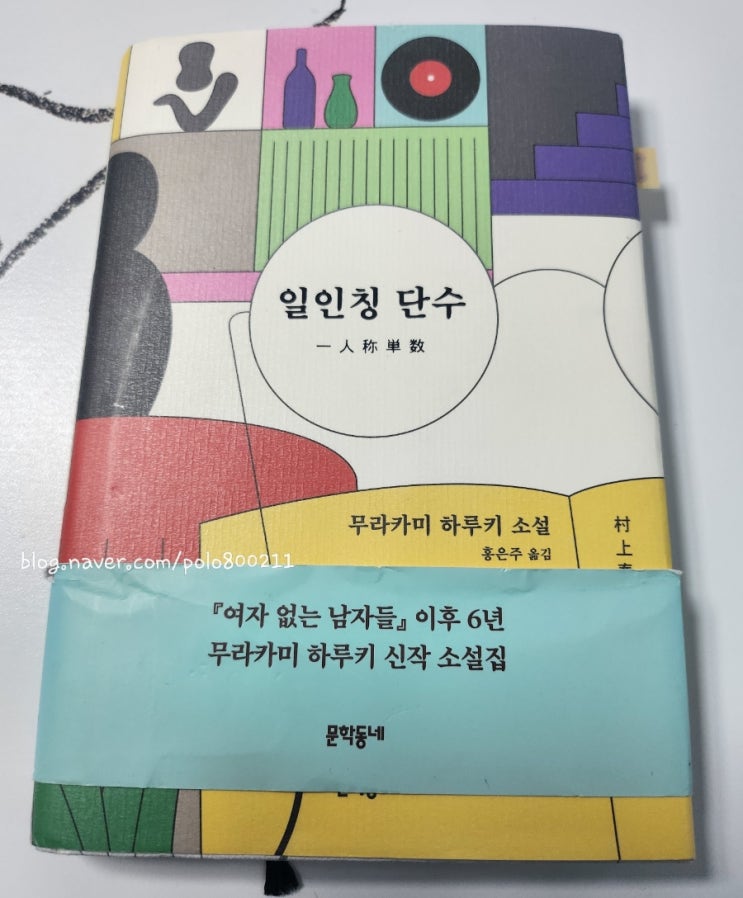 일인칭 단수
一人称単数
무라카미 하루키 소설
홍은주 옮김
村上
blog.naver.com/polo800211
『여자 없는 남자들』 이후 6년
무라카미 하루키 신작 소설집
문학동네